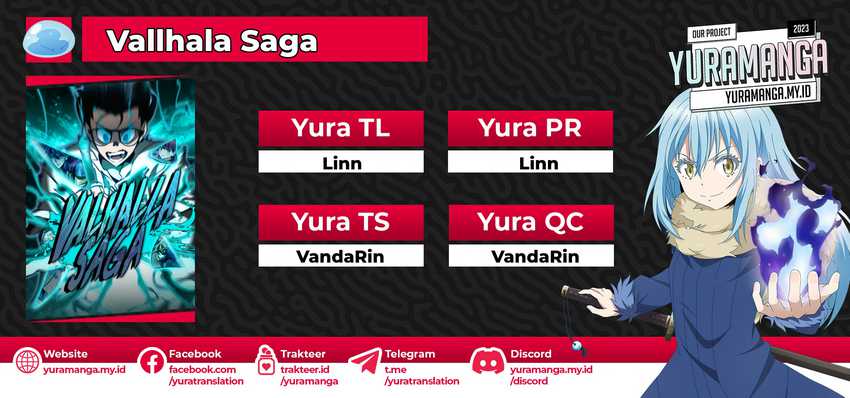 Vallhala Saga
OUR PROJECT
2023
YURAMANGA
YURAMANGA.MY.ID
VALHALLA
SAGA
Yura TL
Linn
Yura PR
Linn
Yura TS
VandaRin
Yura QC
VandaRin
Website
yuramanga.my.id
Facebook
facebook.com
/yuratranslation
Trakteer
trakteer.id
/yuramanga
Telegram
t.me
/yuratranslation
Discord
yuramanga.my.id
/discord